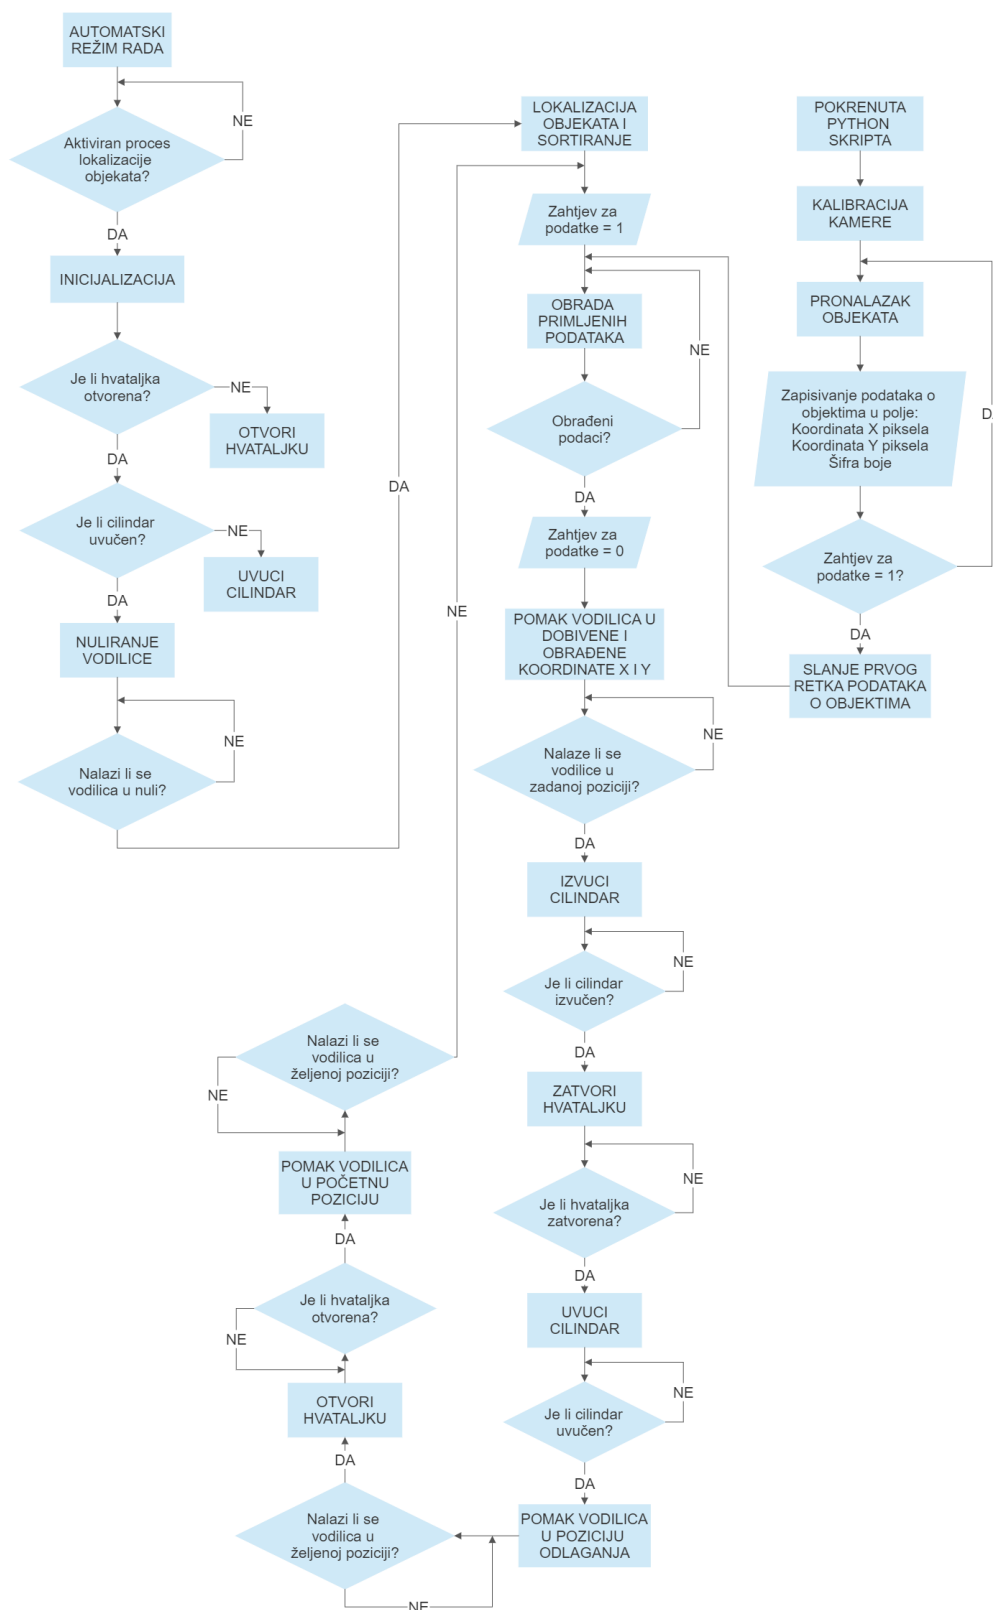 AUTOMATSKI
REŽIM RADA
NE
Aktiviran proces
lokalizacije
objekata?
DA
INICIJALIZACIJA
Je li hvataljka
otvorena?
NE
OTVORI
HVATALJKU
DA
Je li cilindar
uvučen?
NE
UVUCI
CILINDAR
DA
NULIRANJE
VODILICE
NE
Nalazi li se
vodilica u nuli?
DA
LOKALIZACIJA
OBJEKATA I
SORTIRANJE
Zahtjev za
podatke = 1
OBRADA
PRIMLJENIH
PODATAKA
NE
Obrađeni
podaci?
DA
Zahtjev za
podatke = 0
POMAK VODILICA U
DOBIVENE I
OBRAĐENE
KOORDINATE X I Y
NE
Nalaze li se
vodilice u
zadanoj poziciji?
DA
IZVUCI
CILINDAR
NE
Je li cilindar
izvučen?
DA
ZATVORI
HVATALJKU
NE
Je li hvataljka
zatvorena?
DA
UVUCI
CILINDAR
NE
Je li cilindar
uvučen?
DA
POMAK VODILICA
U POZICIJU
ODLAGANJA
Nalazi li se
vodilica u
željenoj poziciji?
NE
DA
OTVORI
HVATALJKU
NE
Je li hvataljka
otvorena?
DA
POMAK VODILICA
U POČETNU
POZICIJU
NE
Nalazi li se
vodilica u
željenoj poziciji?
NE
POKRENUTA
PYTHON
SKRIPTA
KALIBRACIJA
KAMERE
PRONALAZAK
OBJEKATA
Zapisivanje podataka o
objektima u polje:
Koordinata X piksela
Koordinata Y piksela
Šifra boje
Zahtjev za
podatke = 1?
DA
SLANJE PRVOG
RETKA PODATAKA
O OBJEKTIMA